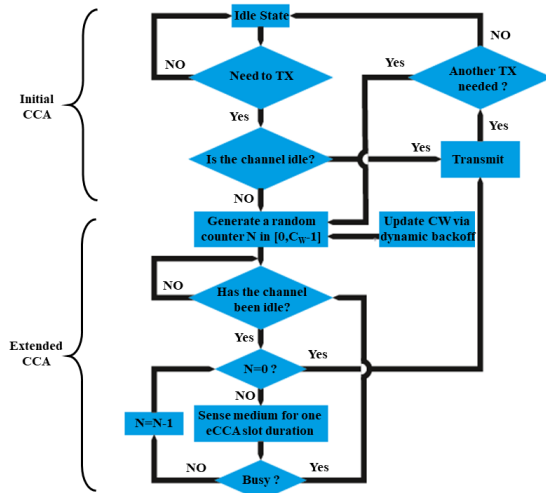 Idle State
NO
NO
Need to TX
Yes
Another TX
needed ?
Initial
CCA
Yes
Yes
Is the channel idle?
Yes
Transmit
NO
Generate a random
counter N in [0,CW-1]
Update CW via
dynamic backoff
NO
Has the channel
been idle?
Yes
Extended
CCA
N=0 ?
Yes
NO
N=N-1
Sense medium for one
eCCA slot duration
NO
Busy ?
Yes